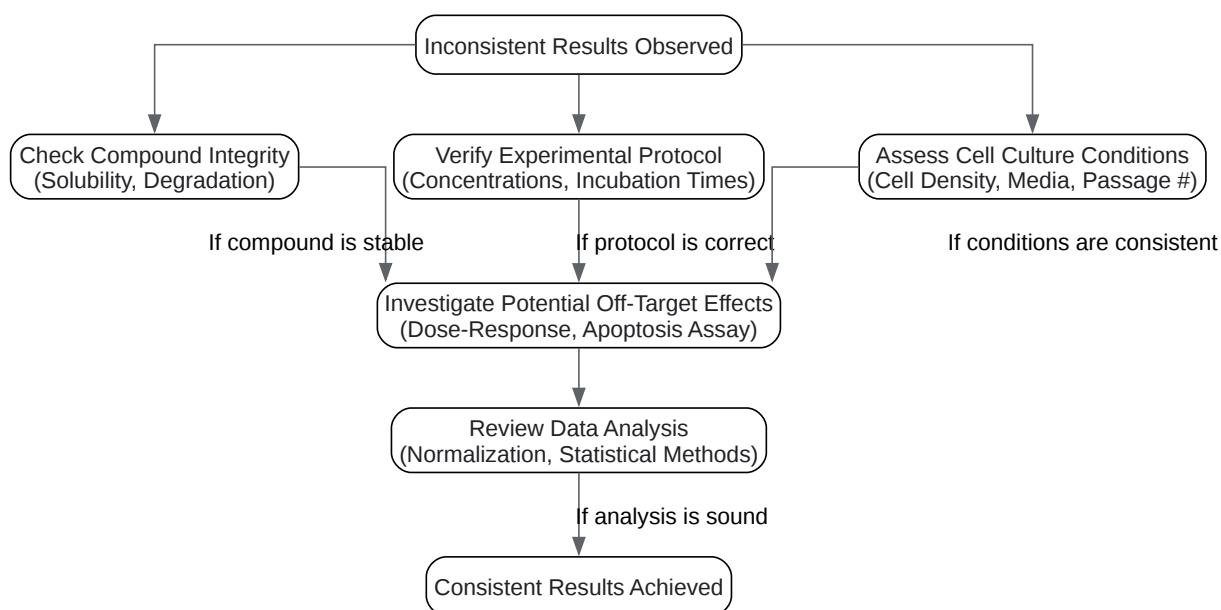 Inconsistent Results Observed
Check Compound Integrity
(Solubility, Degradation)
Verify Experimental Protocol
(Concentrations, Incubation Times)
Assess Cell Culture Conditions
(Cell Density, Media, Passage #)
If compound is stable
If protocol is correct
If conditions are consistent
Investigate Potential Off-Target Effects
(Dose-Response, Apoptosis Assay)
Review Data Analysis
(Normalization, Statistical Methods)
If analysis is sound
Consistent Results Achieved